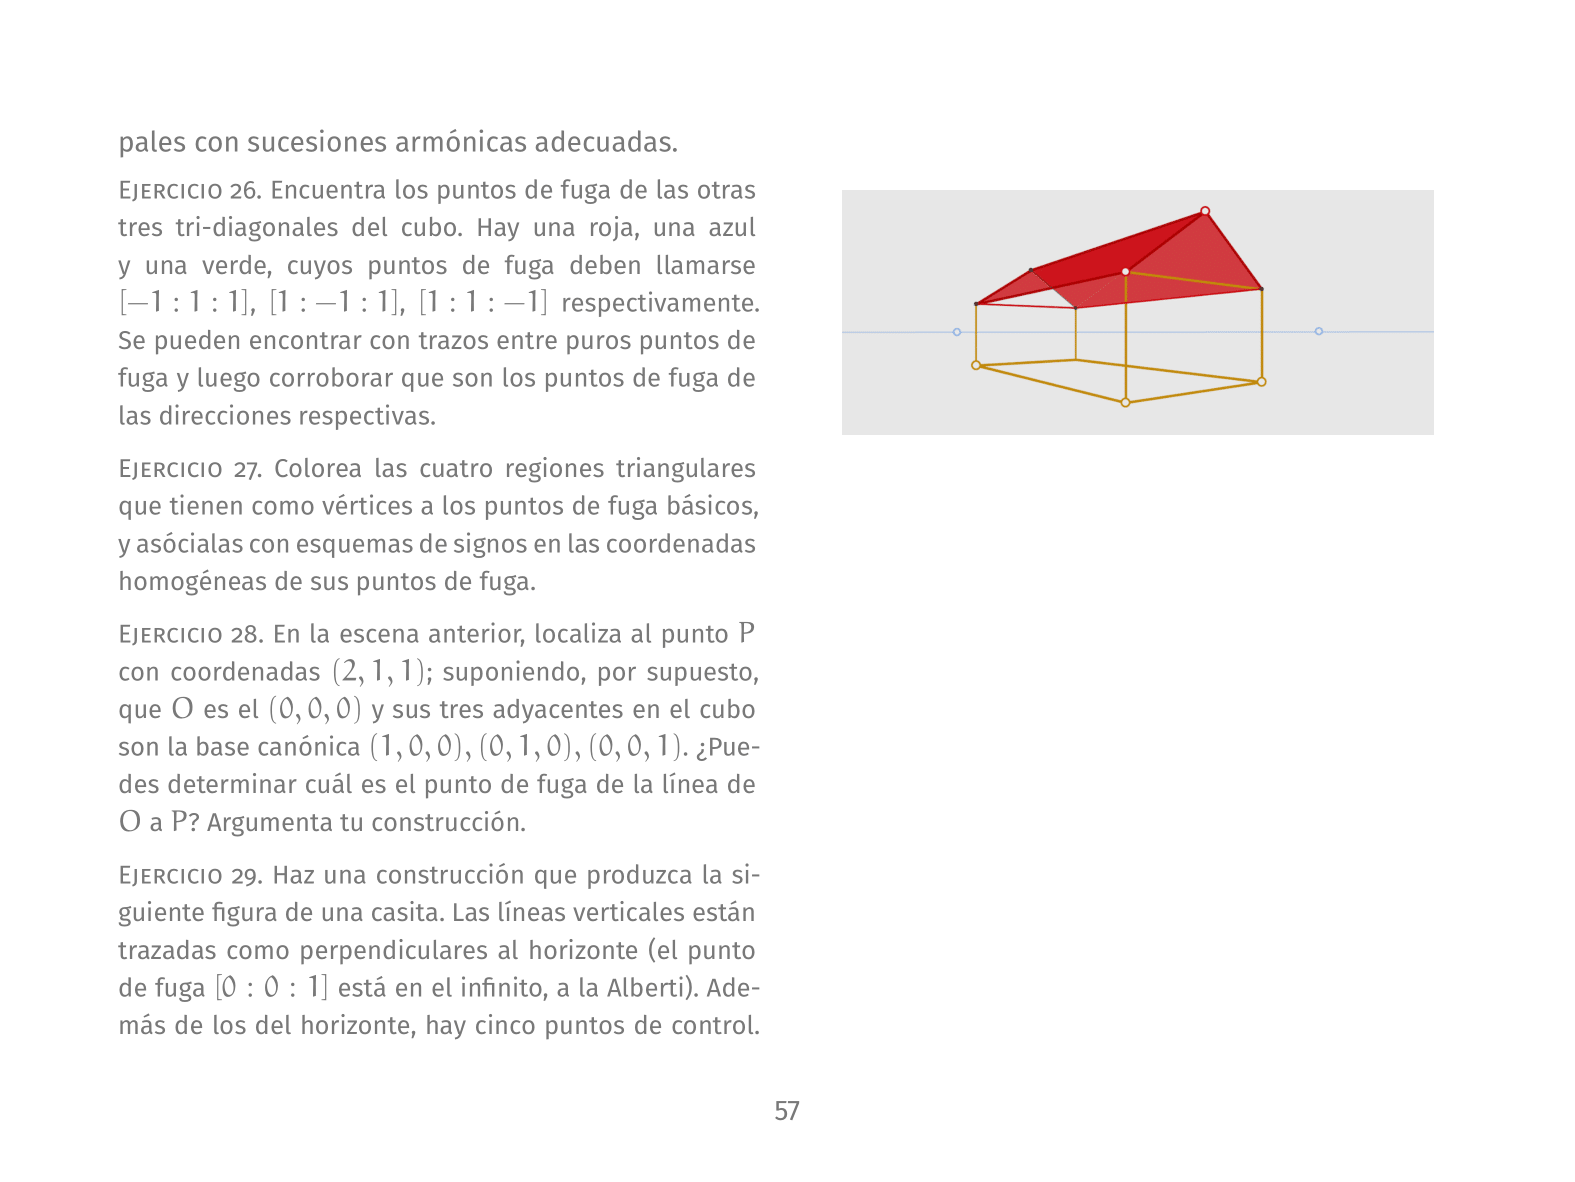 pales con sucesiones armónicas adecuadas.
Ejercicio 26. Encuentra los puntos de fuga de las otras
tres tri-diagonales del cubo. Hay una roja, una azul
y una verde, cuyos puntos de fuga deben llamarse
[−1 : 1 : 1], [1 : −1 : 1], [1 : 1 : −1] respectivamente.
Se pueden encontrar con trazos entre puros puntos de
fuga y luego corroborar que son los puntos de fuga de
las direcciones respectivas.
Ejercicio 27. Colorea las cuatro regiones triangulares
que tienen como vértices a los puntos de fuga básicos,
y asócialas con esquemas de signos en las coordenadas
homogéneas de sus puntos de fuga.
Ejercicio 28. En la escena anterior, localiza al punto P
con coordenadas (2, 1, 1); suponiendo, por supuesto,
que O es el (0, 0, 0) y sus tres adyacentes en el cubo
son la base canónica (1, 0, 0), (0, 1, 0), (0, 0, 1). ¿Pue-
des determinar cuál es el punto de fuga de la línea de
O a P? Argumenta tu construcción.
Ejercicio 29. Haz una construcción que produzca la si-
guiente figura de una casita. Las líneas verticales están
trazadas como perpendiculares al horizonte (el punto
de fuga [0 : 0 : 1] está en el infinito, a la Alberti). Ade-
más de los del horizonte, hay cinco puntos de control.
57